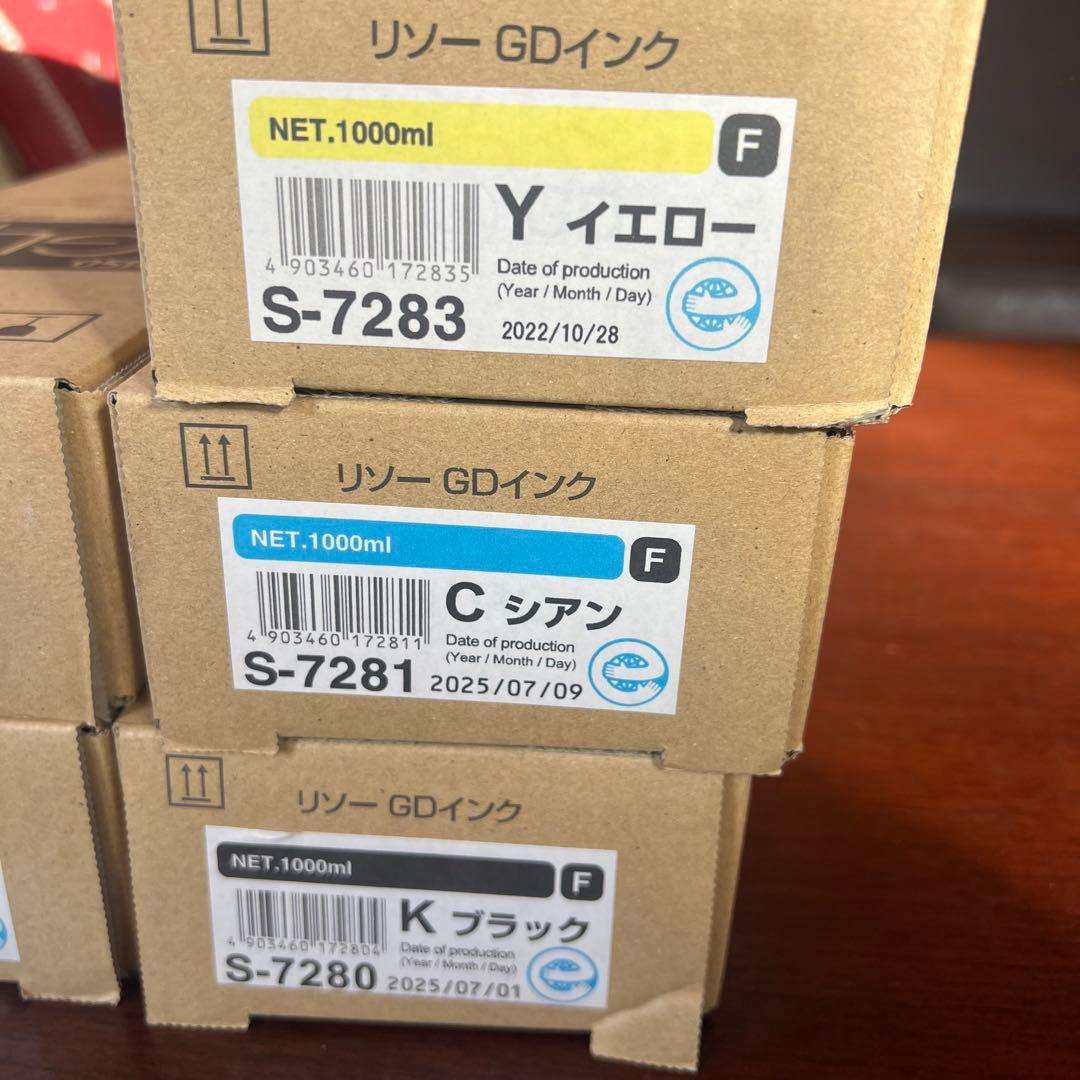 リソー GDインク
NET.1000ml
F
Y イエロー
4 903460 172835
Date of production
(Year / Month / Day)
S-7283
2022/10/28
リソー GDインク
NET.1000ml
F
C シアン
4 903460 172811
Date of production
(Year / Month / Day)
S-7281
2025/07/09
リソー GDインク
NET.1000ml
F
K ブラック
4 903460 172804
Date of production
(Year / Month / Day)
S-7280
2025/07/01